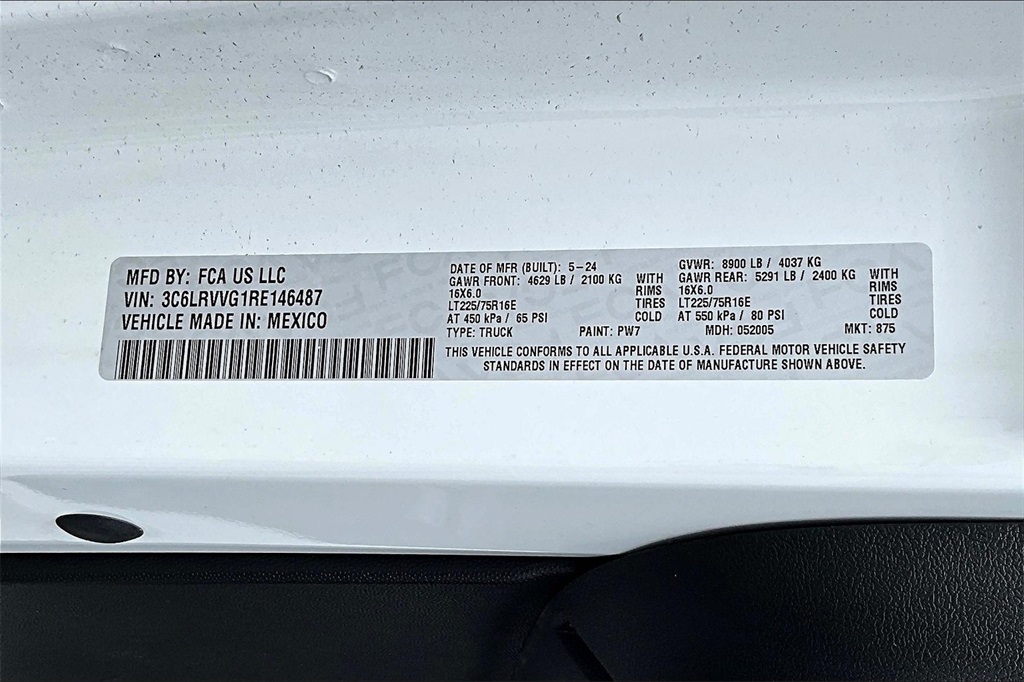 MFD BY: FCA US LLC
VIN: 3C6LRVVG1RE146487
VEHICLE MADE IN: MEXICO
DATE OF MFR (BUILT): 5-24
GAWR FRONT: 4629 LB / 2100 KG WITH
16X6.0 RIMS
LT225/75R16E TIRES
AT 450 kPa / 65 PSI COLD
GVWR: 8900 LB / 4037 KG
GAWR REAR: 5291 LB / 2400 KG WITH
16X6.0 RIMS
LT225/75R16E TIRES
AT 550 kPa / 80 PSI COLD
TYPE: TRUCK PAINT: PW7 MDH: 052005 MKT: 875
THIS VEHICLE CONFORMS TO ALL APPLICABLE U.S.A. FEDERAL MOTOR VEHICLE SAFETY
STANDARDS IN EFFECT ON THE DATE OF MANUFACTURE SHOWN ABOVE.